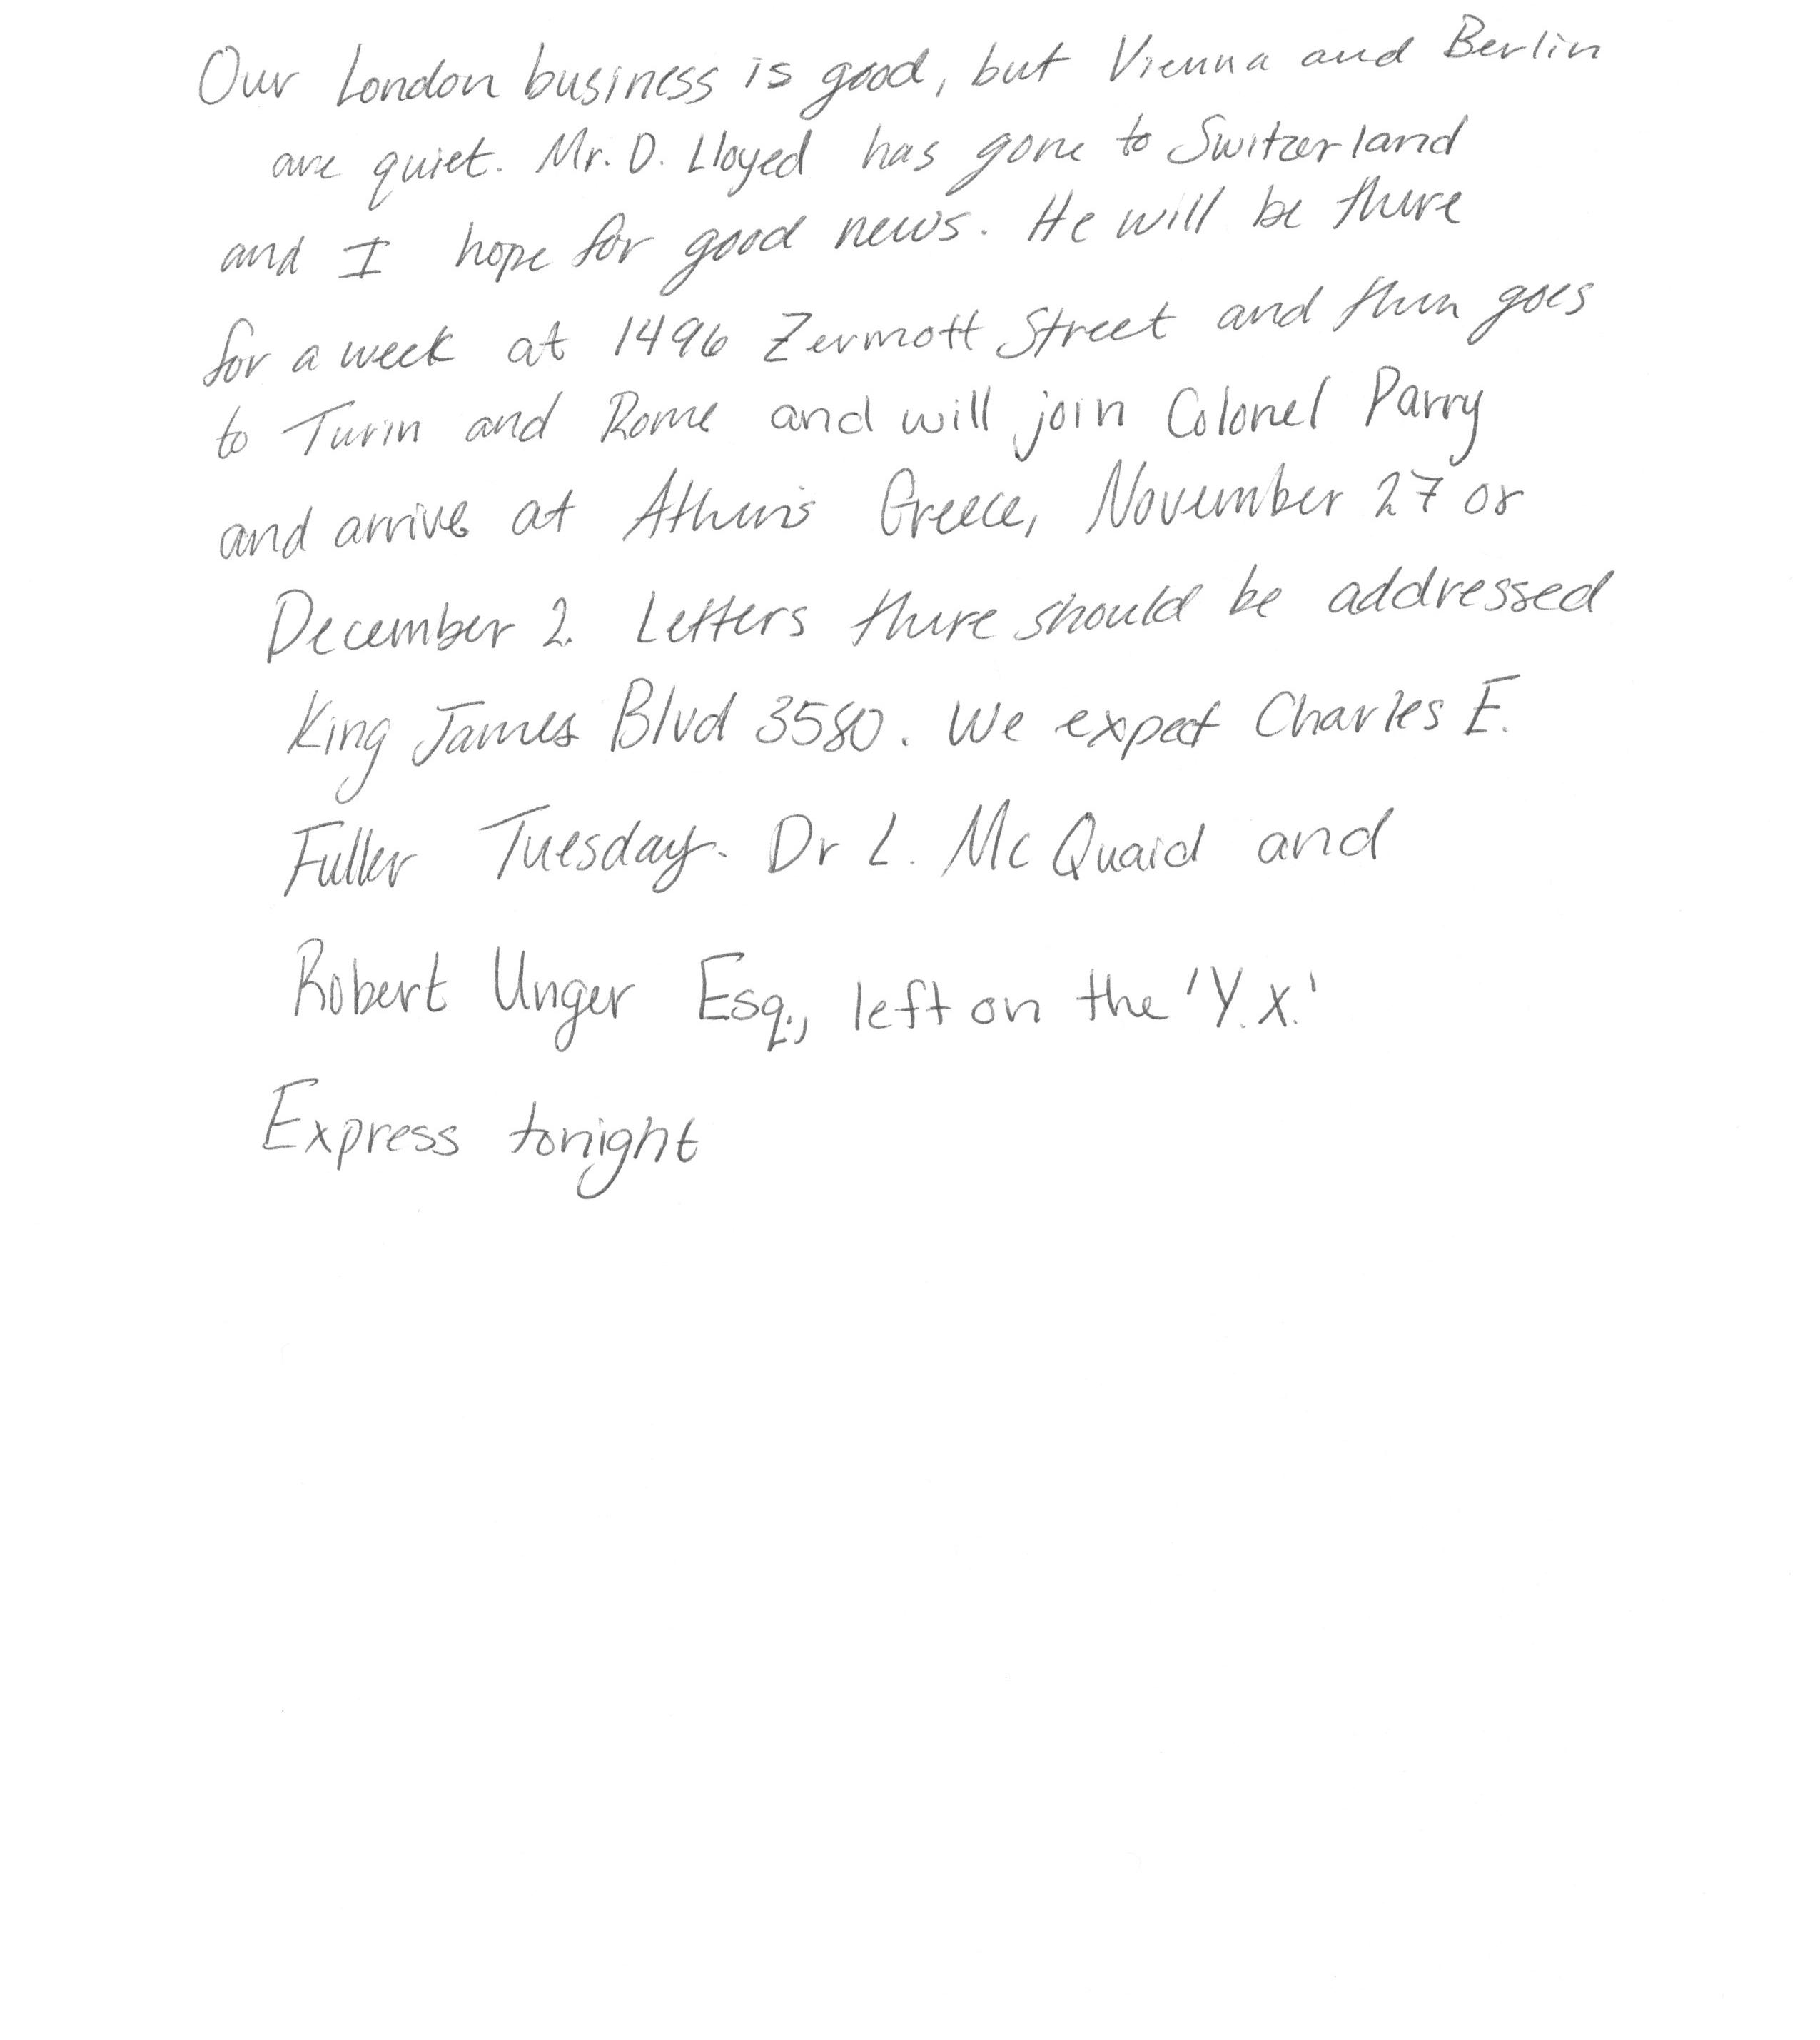 Our London business is good, but Vienna and Berlin
are quiet. Mr. D. Lloyed has gone to Switzerland
and I hope for good news. He will be there
for a week at 1496 Zermott Street and then goes
to Turin and Rome and will join Colonel Parry
and arrive at Athens Greece, November 27 or
December 2. Letters there should be addressed
King James Blvd 3580. We expect Charles E.
Fuller Tuesday. Dr L. McQuaid and
Robert Unger Esq., left on the 'Y.X.'
Express tonight